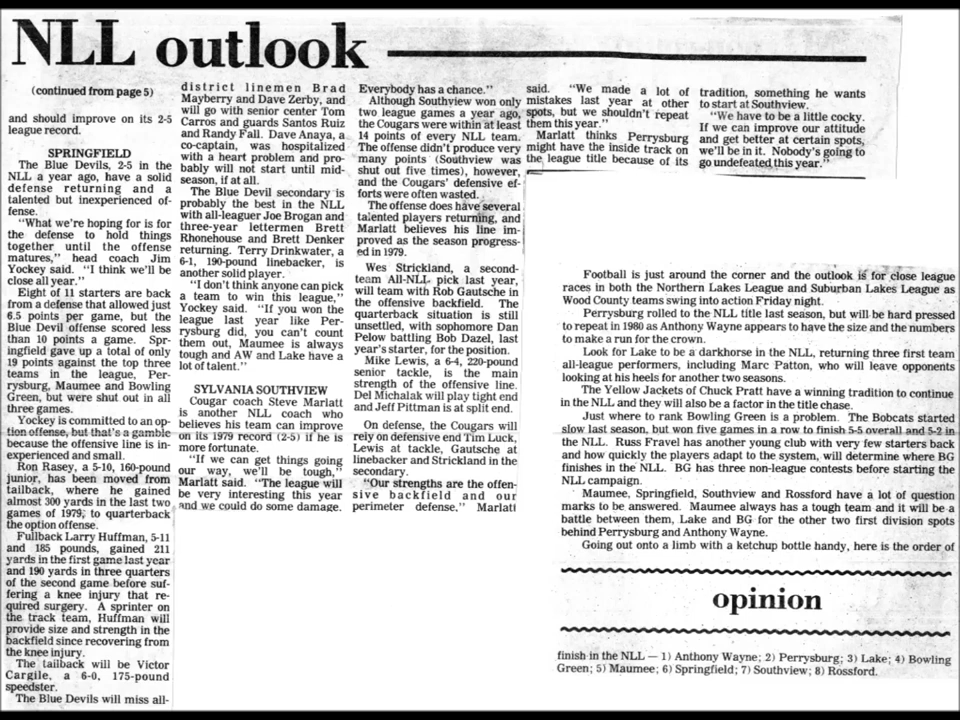 NLL outlook
(continued from page 5)
and should improve on its 2-5
league record.
SPRINGFIELD
The Blue Devils, 2-5 in the
NLL a year ago, have a solid
defense returning and a
talented but inexperienced of-
fense.
"What we're hoping for is for
the defense to hold things
together until the offense
matures," head coach Jim
Yockey said. "I think we'll be
close all year."
Eight of 11 starters are back
from a defense that allowed just
6.5 points per game, but the
Blue Devil offense scored less
than 10 points a game. Spr-
ingfield gave up a total of only
19 points against the top three
teams in the league, Per-
rysburg, Maumee and Bowling
Green, but were shut out in all
three games.
Yockey is committed to an op-
tion offense, but that's a gamble
because the offensive line is in-
experienced and small.
Ron Rasey, a 5-10, 160-pound
junior, has been moved from
tailback, where he gained
almost 300 yards in the last two
games of 1979, to quarterback
the option offense.
Fullback Larry Huffman, 5-11
and 185 pounds, gained 211
yards in the first game last year
and 190 yards in three quarters
of the second game before suf-
fering a knee injury that re-
quired surgery. A sprinter on
the track team, Huffman will
provide size and strength in the
backfield since recovering from
the knee injury.
The tailback will be Victor
Cargile, a 6-0, 175-pound
speedster.
The Blue Devils will miss all-
district linemen Brad
Mayberry and Dave Zerby, and
will go with senior center Tom
Carros and guards Santos Ruiz
and Randy Fall. Dave Anaya, a
co-captain, was hospitalized
with a heart problem and pro-
bably will not start until mid-
season, if at all.
The Blue Devil secondary is
probably the best in the NLL
with all-leaguer Joe Brogan and
three-year lettermen Brett
Rhonehouse and Brett Denker
returning. Terry Drinkwater, a
6-1, 190-pound linebacker, is
another solid player.
"I don't think anyone can pick
a team to win this league,"
Yockey said. "If you won the
league last year like Per-
rysburg did, you can't count
them out, Maumee is always
tough and AW and Lake have a
lot of talent."
SYLVANIA SOUTHVIEW
Cougar coach Steve Marlatt
is another NLL coach who
believes his team can improve
on its 1979 record (2-5) if he is
more fortunate.
"If we can get things going
our way, we'll be tough,"
Marlatt said. "The league will
be very interesting this year
and we could do some damage.
Everybody has a chance."
Although Southview won only
two league games a year ago,
the Cougars were within at least
14 points of every NLL team.
The offense didn't produce very
many points (Southview was
shut out five times), however,
and the Cougars' defensive ef-
forts were often wasted.
The offense does have several
talented players returning, and
Marlatt believes his line im-
proved as the season progress-
ed in 1979.
Wes Strickland, a second-
team All-NLL pick last year,
will team with Rob Gautsche in
the offensive backfield. The
quarterback situation is still
unsettled, with sophomore Dan
Pelow battling Bob Dazel, last
year's starter, for the position.
Mike Lewis, a 6-4, 220-pound
senior tackle, is the main
strength of the offensive line.
Del Michalak will play tight end
and Jeff Pittman is at split end.
On defense, the Cougars will
rely on defensive end Tim Luck,
Lewis at tackle, Gautsche at
linebacker and Strickland in the
secondary.
"Our strengths are the offen-
sive backfield and our
perimeter defense," Marlatt
said. "We made a lot of
mistakes last year at other
spots, but we shouldn't repeat
them this year."
Marlatt thinks Perrysburg
might have the inside track on
the league title because of its
tradition, something he wants
to start at Southview.
"We have to be a little cocky.
If we can improve our attitude
and get better at certain spots,
we'll be in it. Nobody's going to
go undefeated this year."
Football is just around the corner and the outlook is for close league
races in both the Northern Lakes League and Suburban Lakes League as
Wood County teams swing into action Friday night.
Perrysburg rolled to the NLL title last season, but will be hard pressed
to repeat in 1980 as Anthony Wayne appears to have the size and the numbers
to make a run for the crown.
Look for Lake to be a darkhorse in the NLL, returning three first team
all-league performers, including Marc Patton, who will leave opponents
looking at his heels for another two seasons.
The Yellow Jackets of Chuck Pratt have a winning tradition to continue
in the NLL and they will also be a factor in the title chase.
Just where to rank Bowling Green is a problem. The Bobcats started
slow last season, but won five games in a row to finish 5-5 overall and 5-2 in
the NLL. Russ Fravel has another young club with very few starters back
and how quickly the players adapt to the system, will determine where BG
finishes in the NLL. BG has three non-league contests before starting the
NLL campaign.
Maumee, Springfield, Southview and Rossford have a lot of question
marks to be answered. Maumee always has a tough team and it will be a
battle between them, Lake and BG for the other two first division spots
behind Perrysburg and Anthony Wayne.
Going out onto a limb with a ketchup bottle handy, here is the order of
opinion
finish in the NLL — 1) Anthony Wayne; 2) Perrysburg; 3) Lake; 4) Bowling
Green; 5) Maumee; 6) Springfield; 7) Southview; 8) Rossford.